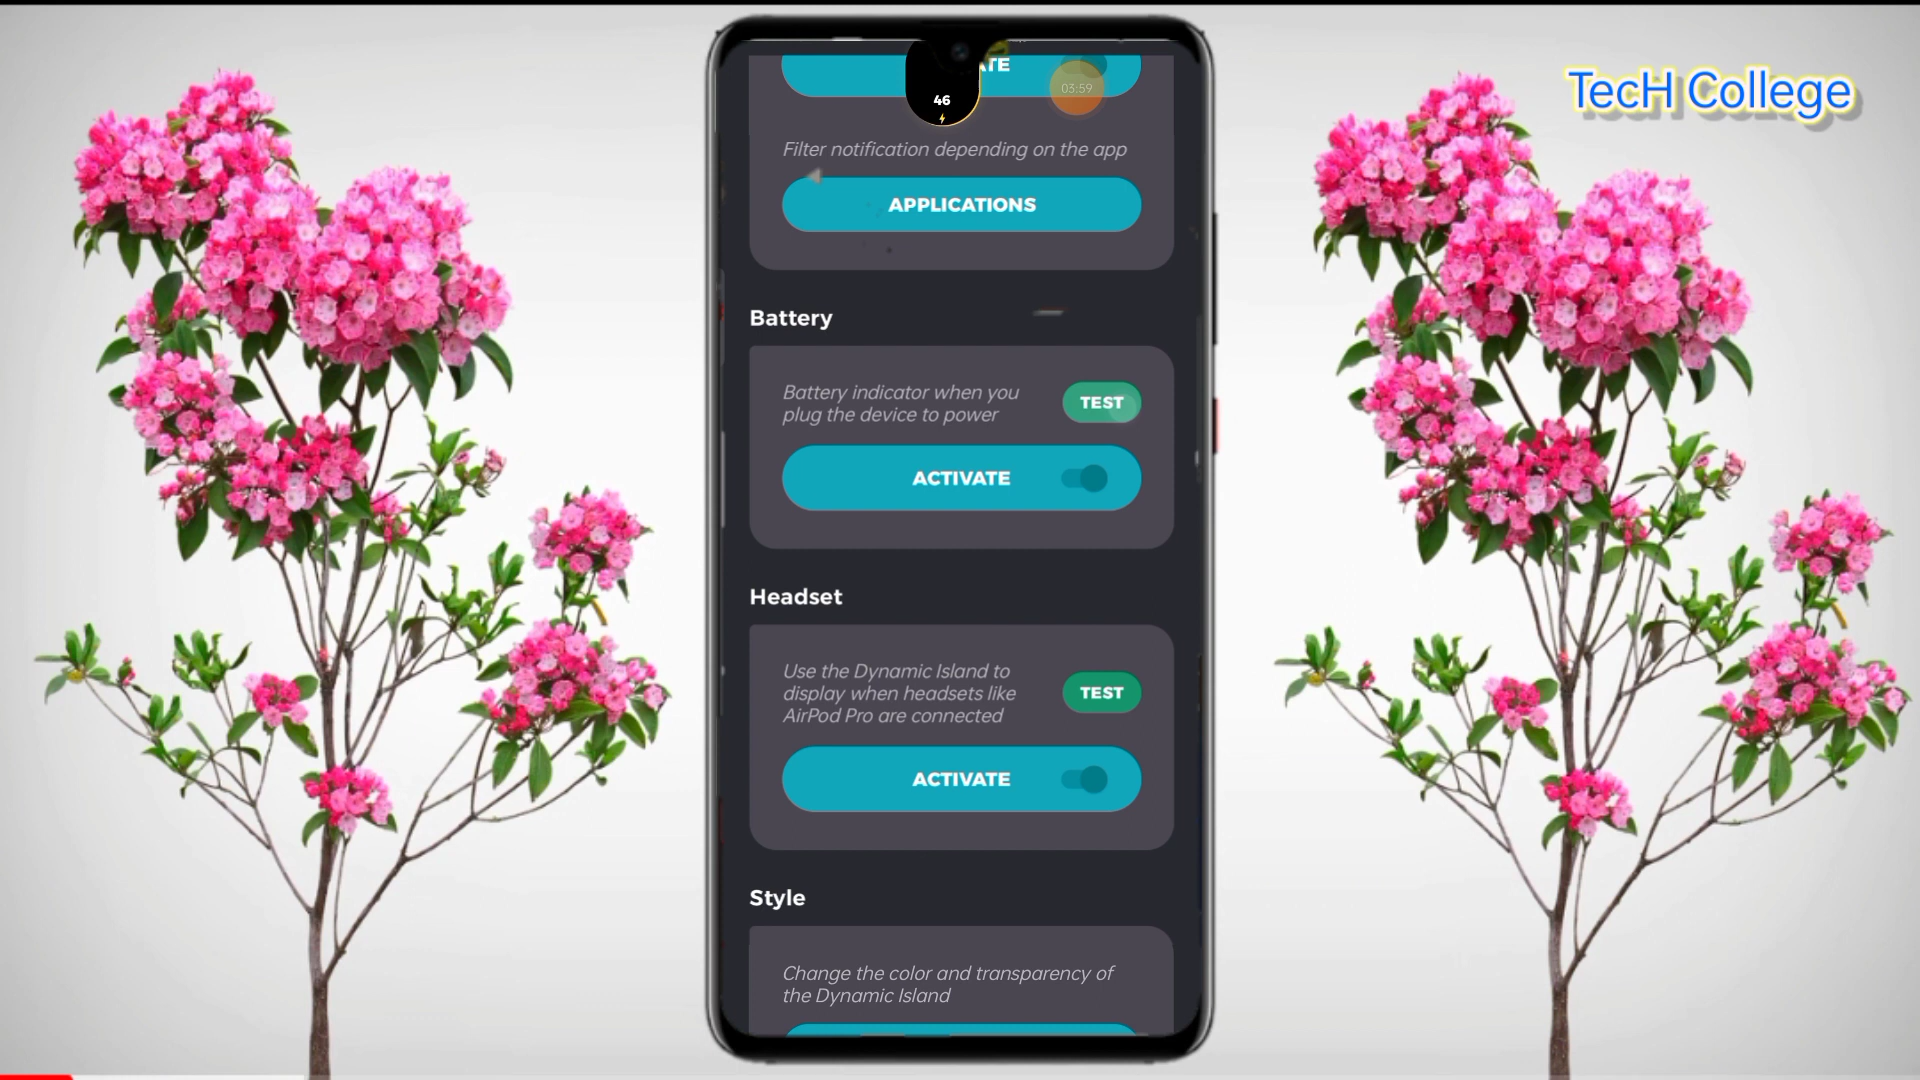 TecH College
ATE
03:59
46
Filter notification depending on the app
APPLICATIONS
Battery
Battery indicator when you
plug the device to power
TEST
ACTIVATE
Headset
Use the Dynamic Island to
display when headsets like
AirPod Pro are connected
TEST
ACTIVATE
Style
Change the color and transparency of
the Dynamic Island